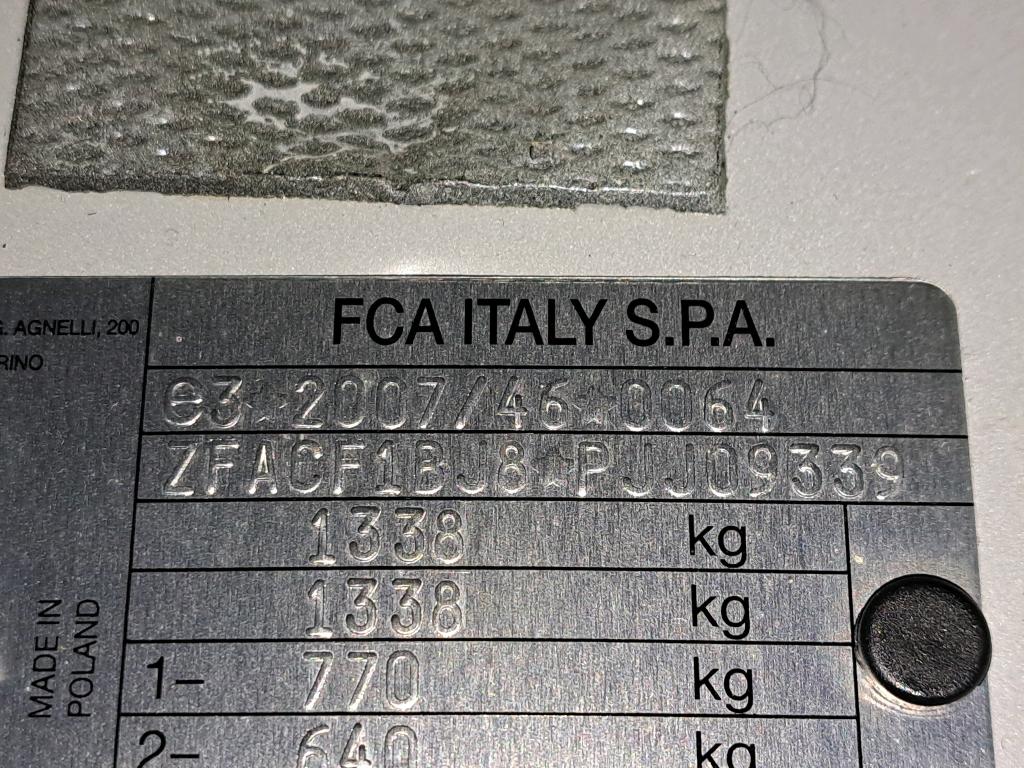 G. AGNELLI, 200
RINO
FCA ITALY S.P.A.
e3*2007/46*0064
ZFACF1BJ8*PJJ09339
1338 kg
1338 kg
1- 770 kg
2- 640 kg
MADE IN
POLAND